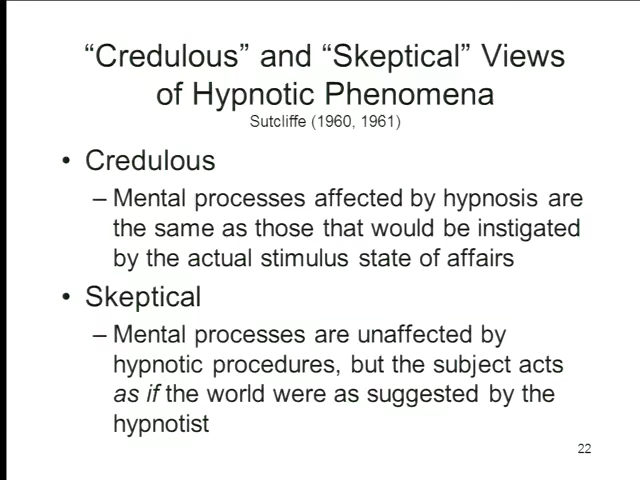 “Credulous” and “Skeptical” Views
of Hypnotic Phenomena
Sutcliffe (1960, 1961)
• Credulous
– Mental processes affected by hypnosis are
the same as those that would be instigated
by the actual stimulus state of affairs
• Skeptical
– Mental processes are unaffected by
hypnotic procedures, but the subject acts
as if the world were as suggested by the
hypnotist
22